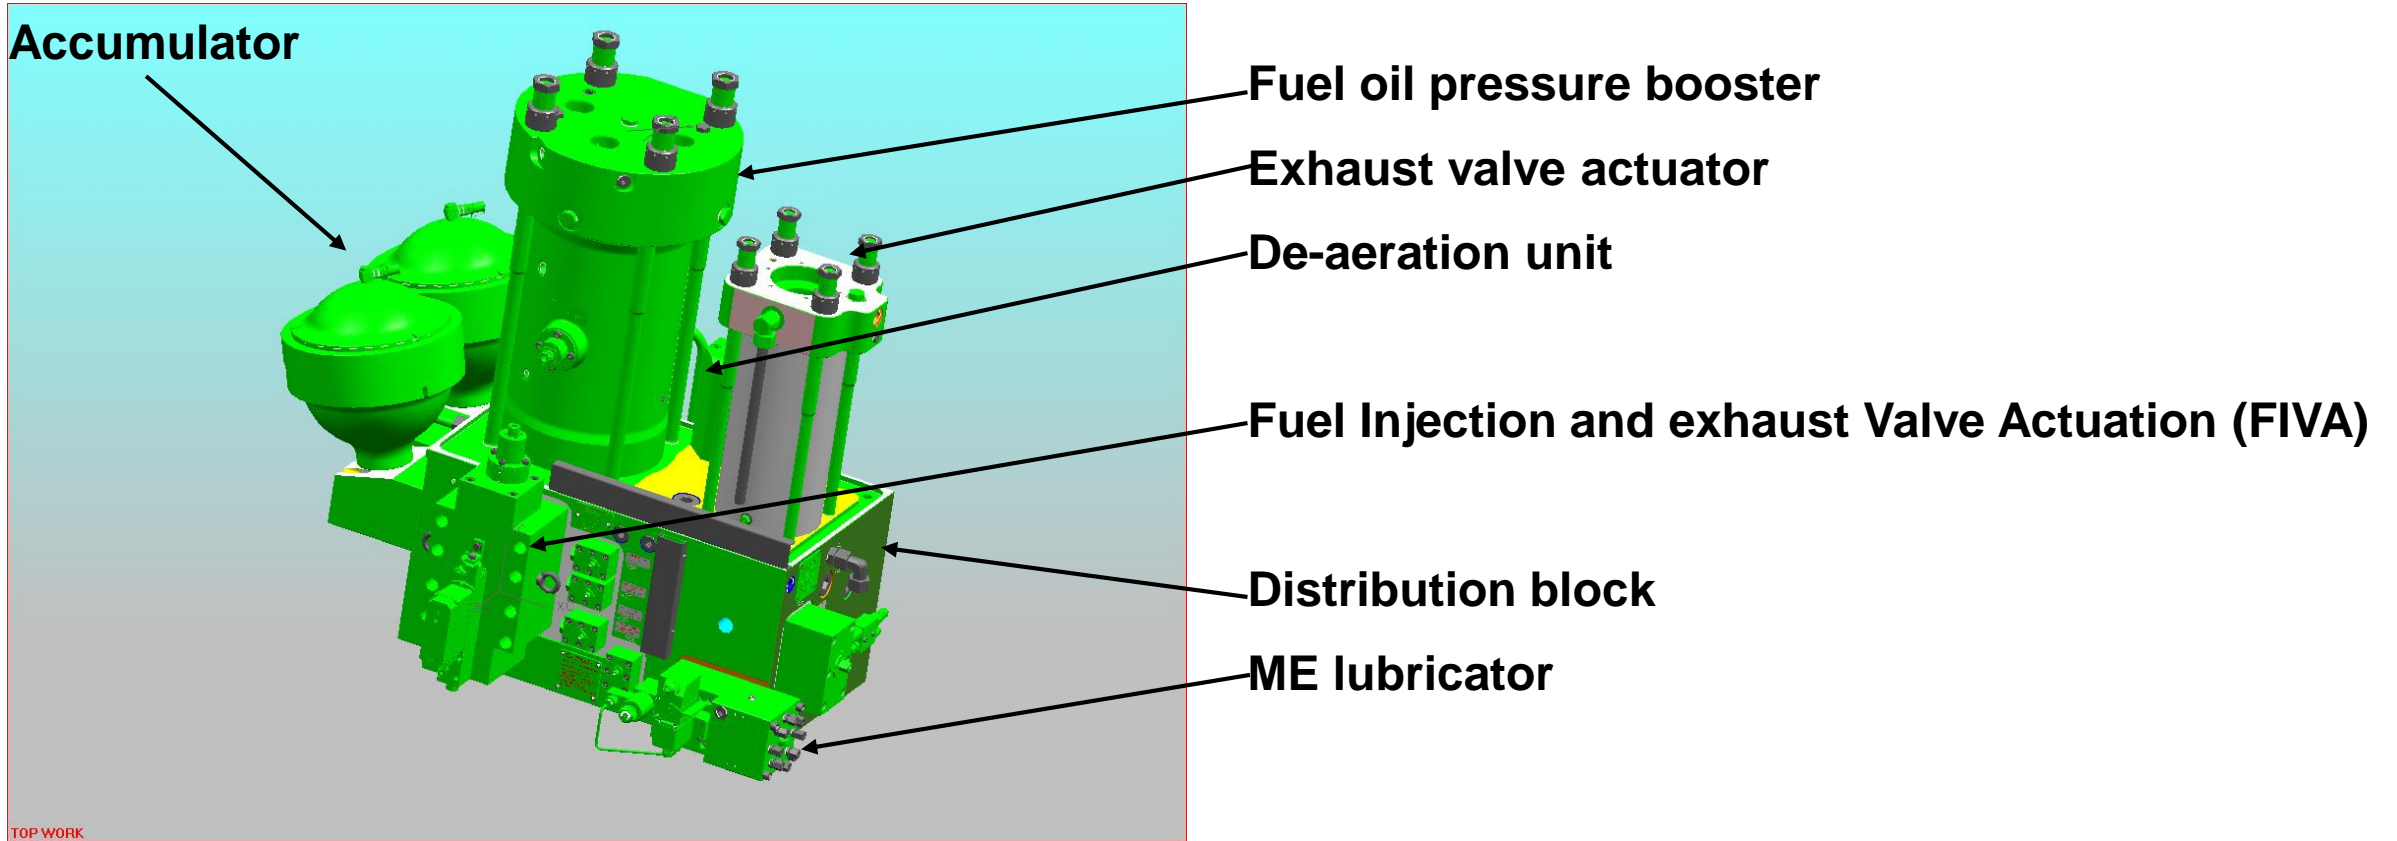 Accumulator
Fuel oil pressure booster
Exhaust valve actuator
De-aeration unit
Fuel Injection and exhaust Valve Actuation (FIVA)
Distribution block
ME lubricator
TOP WORK